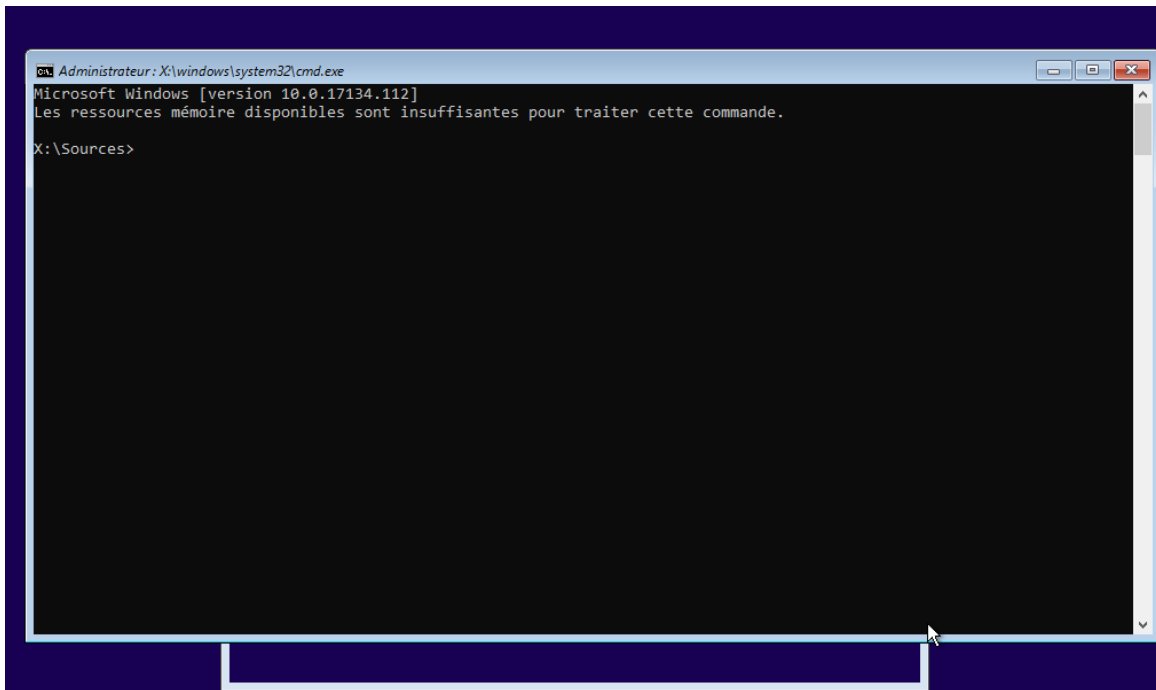 Administrateur : X:\windows\system32\cmd.exe
Microsoft Windows [version 10.0.17134.112]
Les ressources mémoire disponibles sont insuffisantes pour traiter cette commande.
X:\Sources>